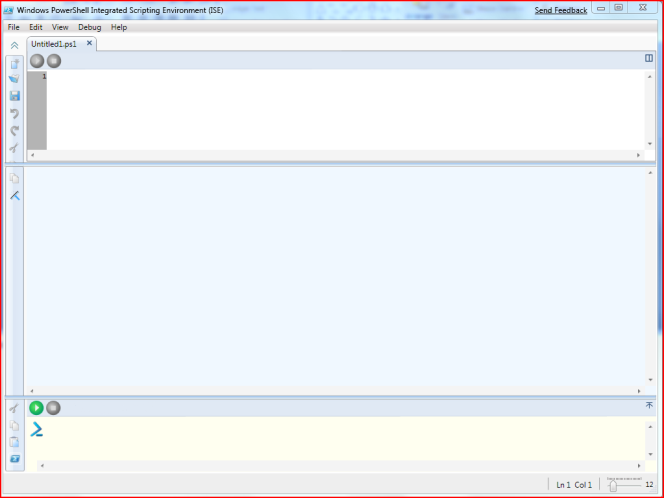 Windows PowerShell Integrated Scripting Environment (ISE)
Send Feedback
File Edit View Debug Help
Untitled1.ps1
1
Ln 1 Col 1
12